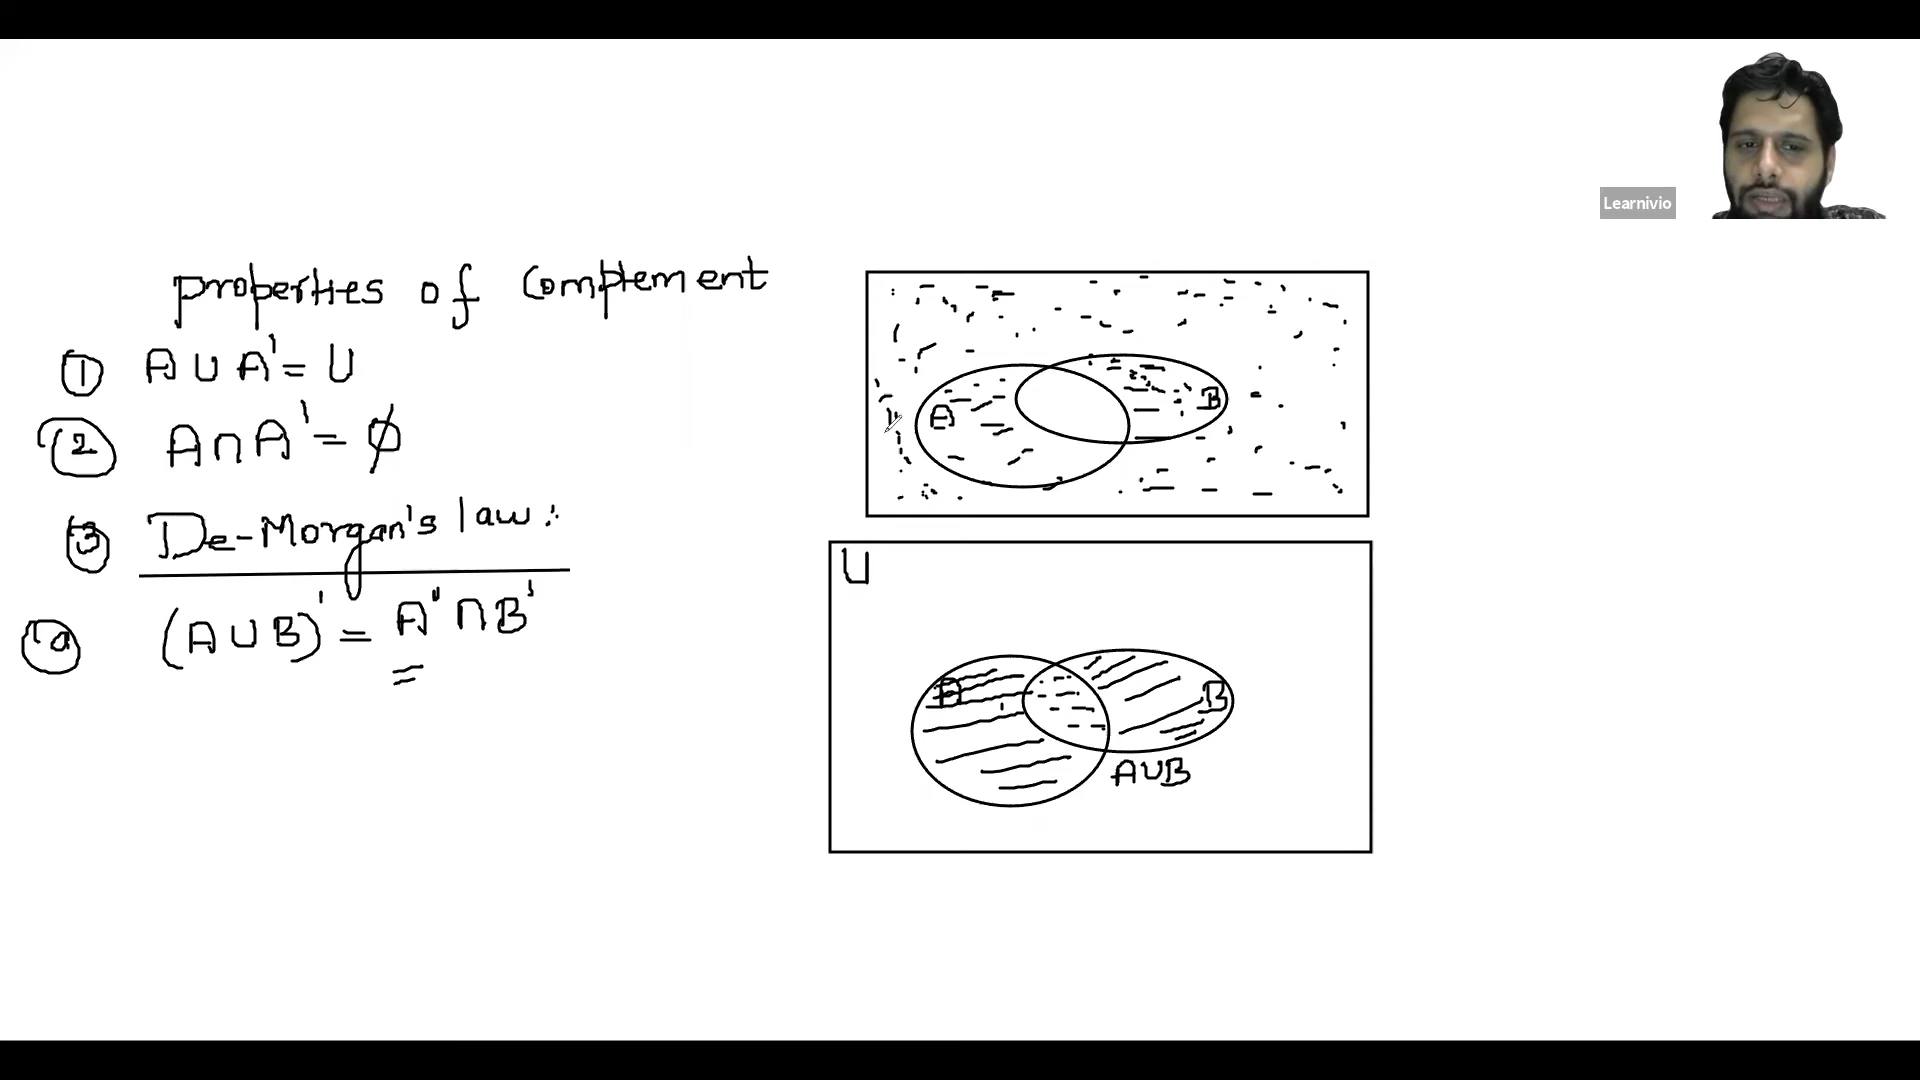 Learnivio
properties of complement
① A ∪ A' = U
② A ∩ A' = ∅
③ De-Morgan's law :
ⓐ (A ∪ B)' = A' ∩ B'
A
B
U
A
B
A∪B